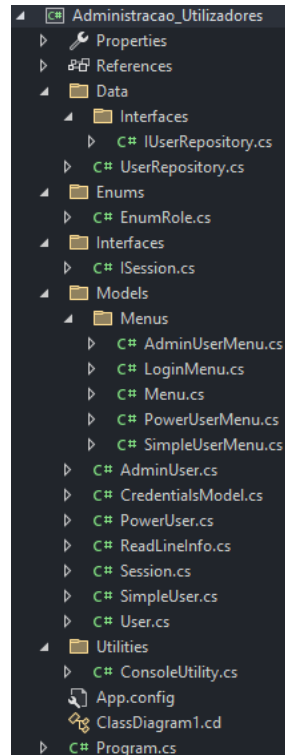 C# Administracao_Utilizadores
Properties
References
Data
Interfaces
C# IUserRepository.cs
C# UserRepository.cs
Enums
C# EnumRole.cs
Interfaces
C# ISession.cs
Models
Menus
C# AdminUserMenu.cs
C# LoginMenu.cs
C# Menu.cs
C# PowerUserMenu.cs
C# SimpleUserMenu.cs
C# AdminUser.cs
C# CredentialsModel.cs
C# PowerUser.cs
C# ReadLineInfo.cs
C# Session.cs
C# SimpleUser.cs
C# User.cs
Utilities
C# ConsoleUtility.cs
App.config
ClassDiagram1.cd
C# Program.cs